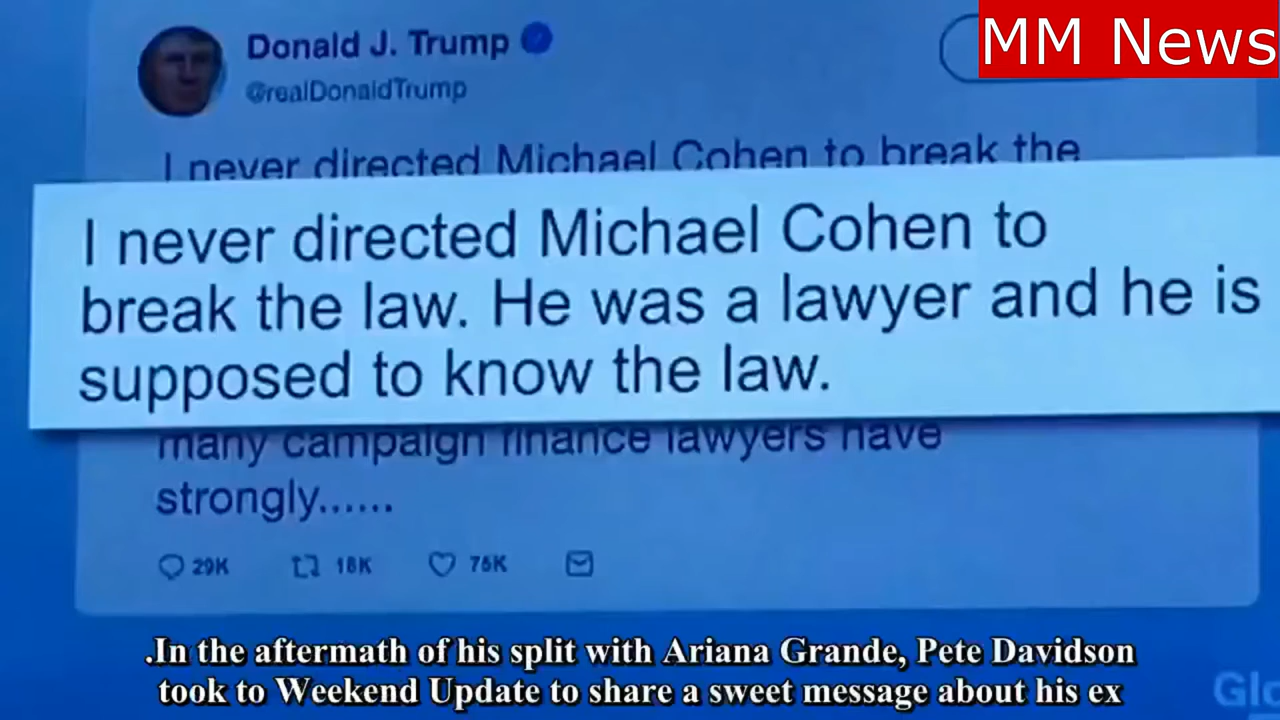 MM News
Donald J. Trump
@realDonaldTrump
I never directed Michael Cohen to break the
I never directed Michael Cohen to
break the law. He was a lawyer and he is
supposed to know the law.
many campaign finance lawyers have
strongly......
29K 18K 75K
.In the aftermath of his split with Ariana Grande, Pete Davidson
took to Weekend Update to share a sweet message about his ex